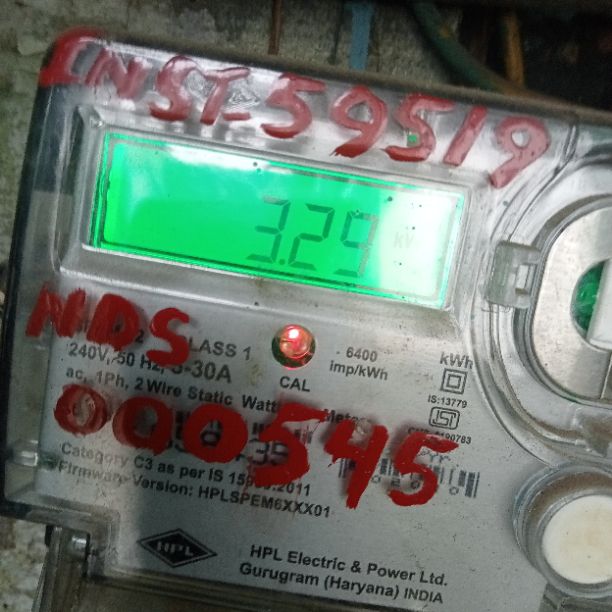 INST-59519
3.29
NDS
CLASS 1
240V, 50 Hz, 5-30A
6400
imp/kWh
kWh
CAL
ac, 1Ph, 2 Wire Static
IS:13779
000545
Category C3 as per IS
2011
Firmware Version: HPLSPEM6XXX01
HPL
HPL Electric & Power Ltd.
Gurugram (Haryana) INDIA